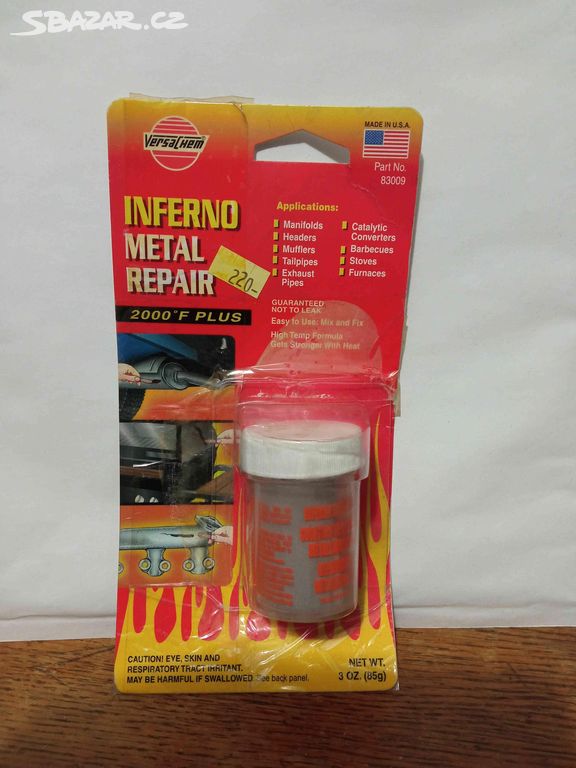 SBAZAR.CZ
VERSACHEM
MADE IN U.S.A.
Part No.
83009
INFERNO
METAL
REPAIR
2000°F PLUS
220-
Applications:
Manifolds
Headers
Mufflers
Tailpipes
Exhaust
Pipes
Catalytic
Converters
Barbecues
Stoves
Furnaces
GUARANTEED
NOT TO LEAK
Easy to Use: Mix and Fix
High Temp Formula
Gets Stronger With Heat
CAUTION! EYE, SKIN AND
RESPIRATORY TRACT IRRITANT.
MAY BE HARMFUL IF SWALLOWED. See back panel.
NET WT.
3 OZ. (85g)